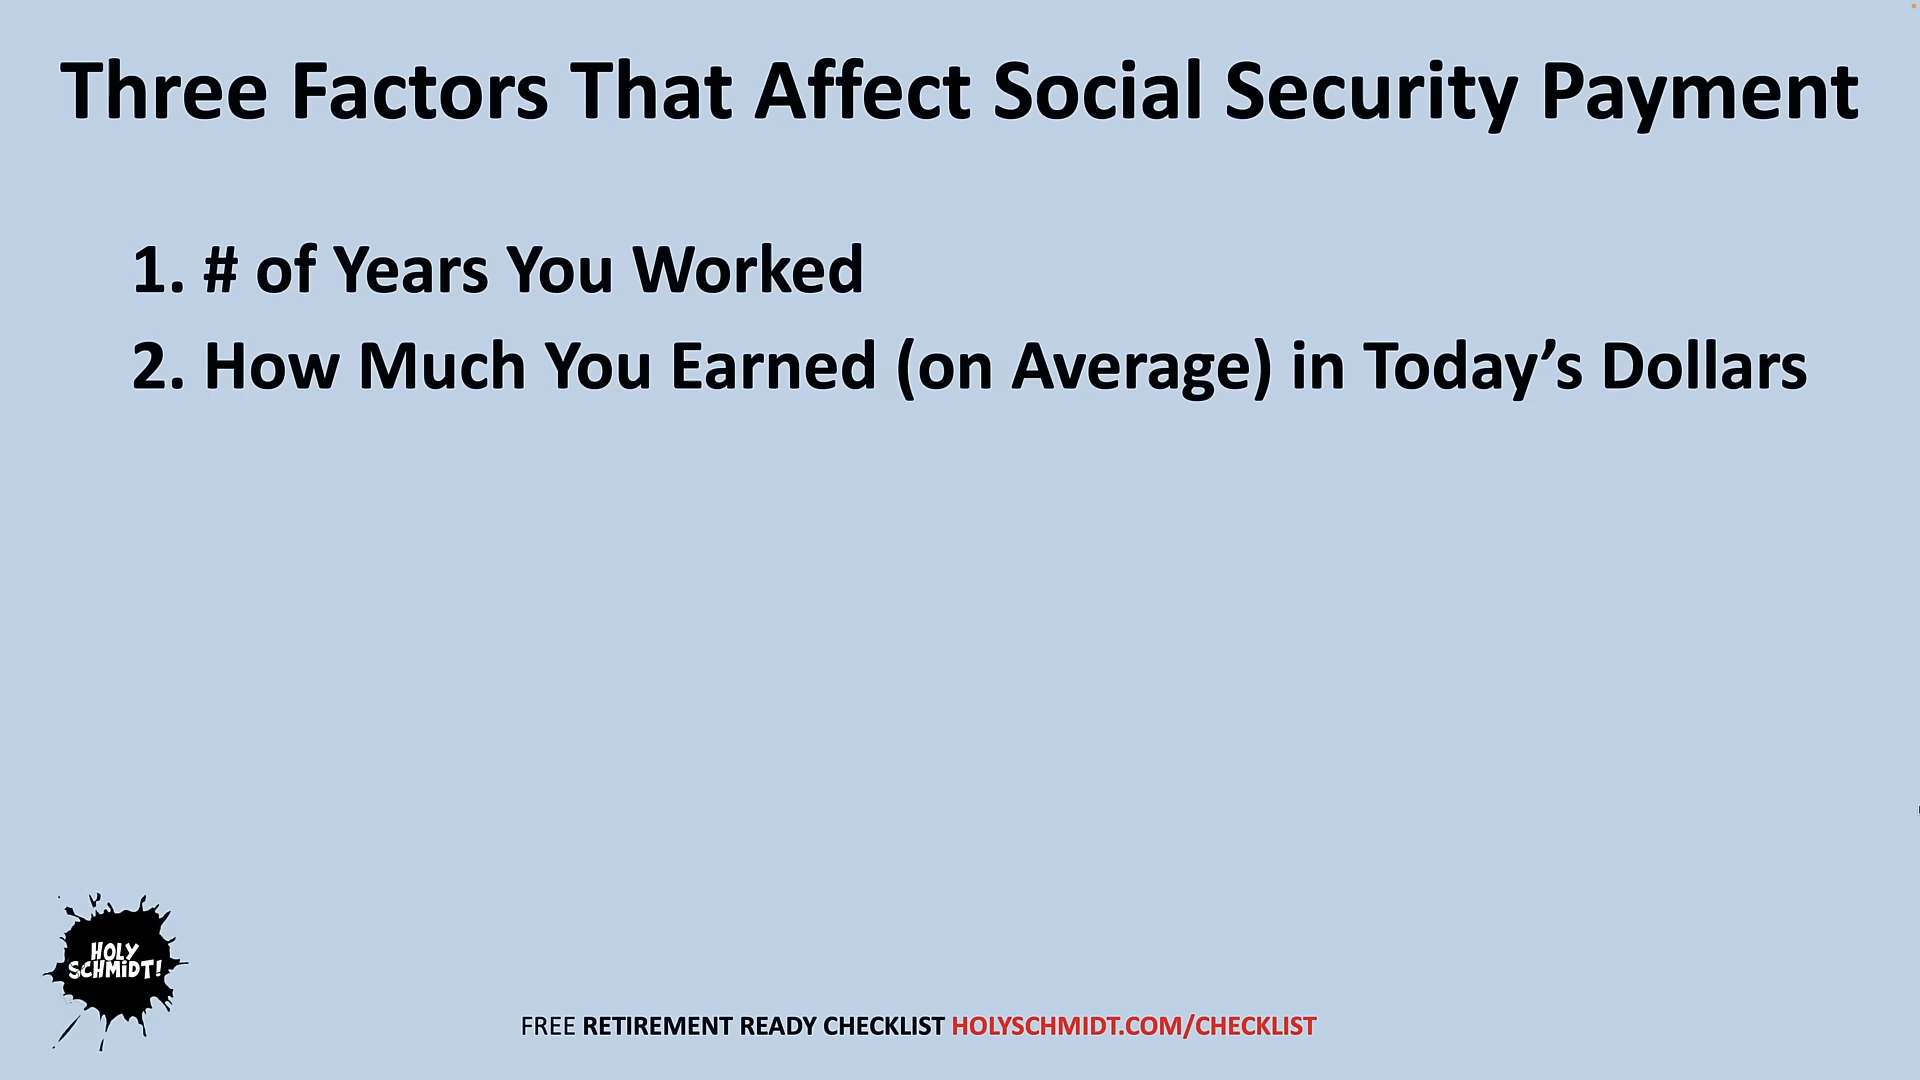 Three Factors That Affect Social Security Payment
1. # of Years You Worked
2. How Much You Earned (on Average) in Today’s Dollars
HOLY
SCHMiDT!
FREE RETIREMENT READY CHECKLIST HOLYSCHMIDT.COM/CHECKLIST